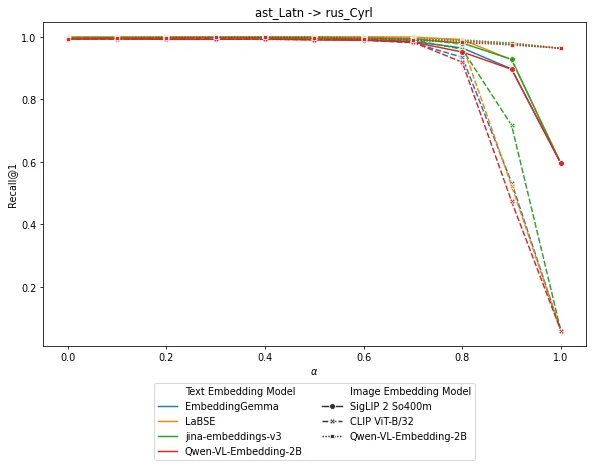 ast_Latn -> rus_Cyrl
1.0
0.8
0.6
0.4
0.2
Recall@1
0.0 0.2 0.4 0.6 0.8 1.0
α
Text Embedding Model
EmbeddingGemma
LaBSE
jina-embeddings-v3
Qwen-VL-Embedding-2B
Image Embedding Model
SigLIP 2 So400m
CLIP ViT-B/32
Qwen-VL-Embedding-2B